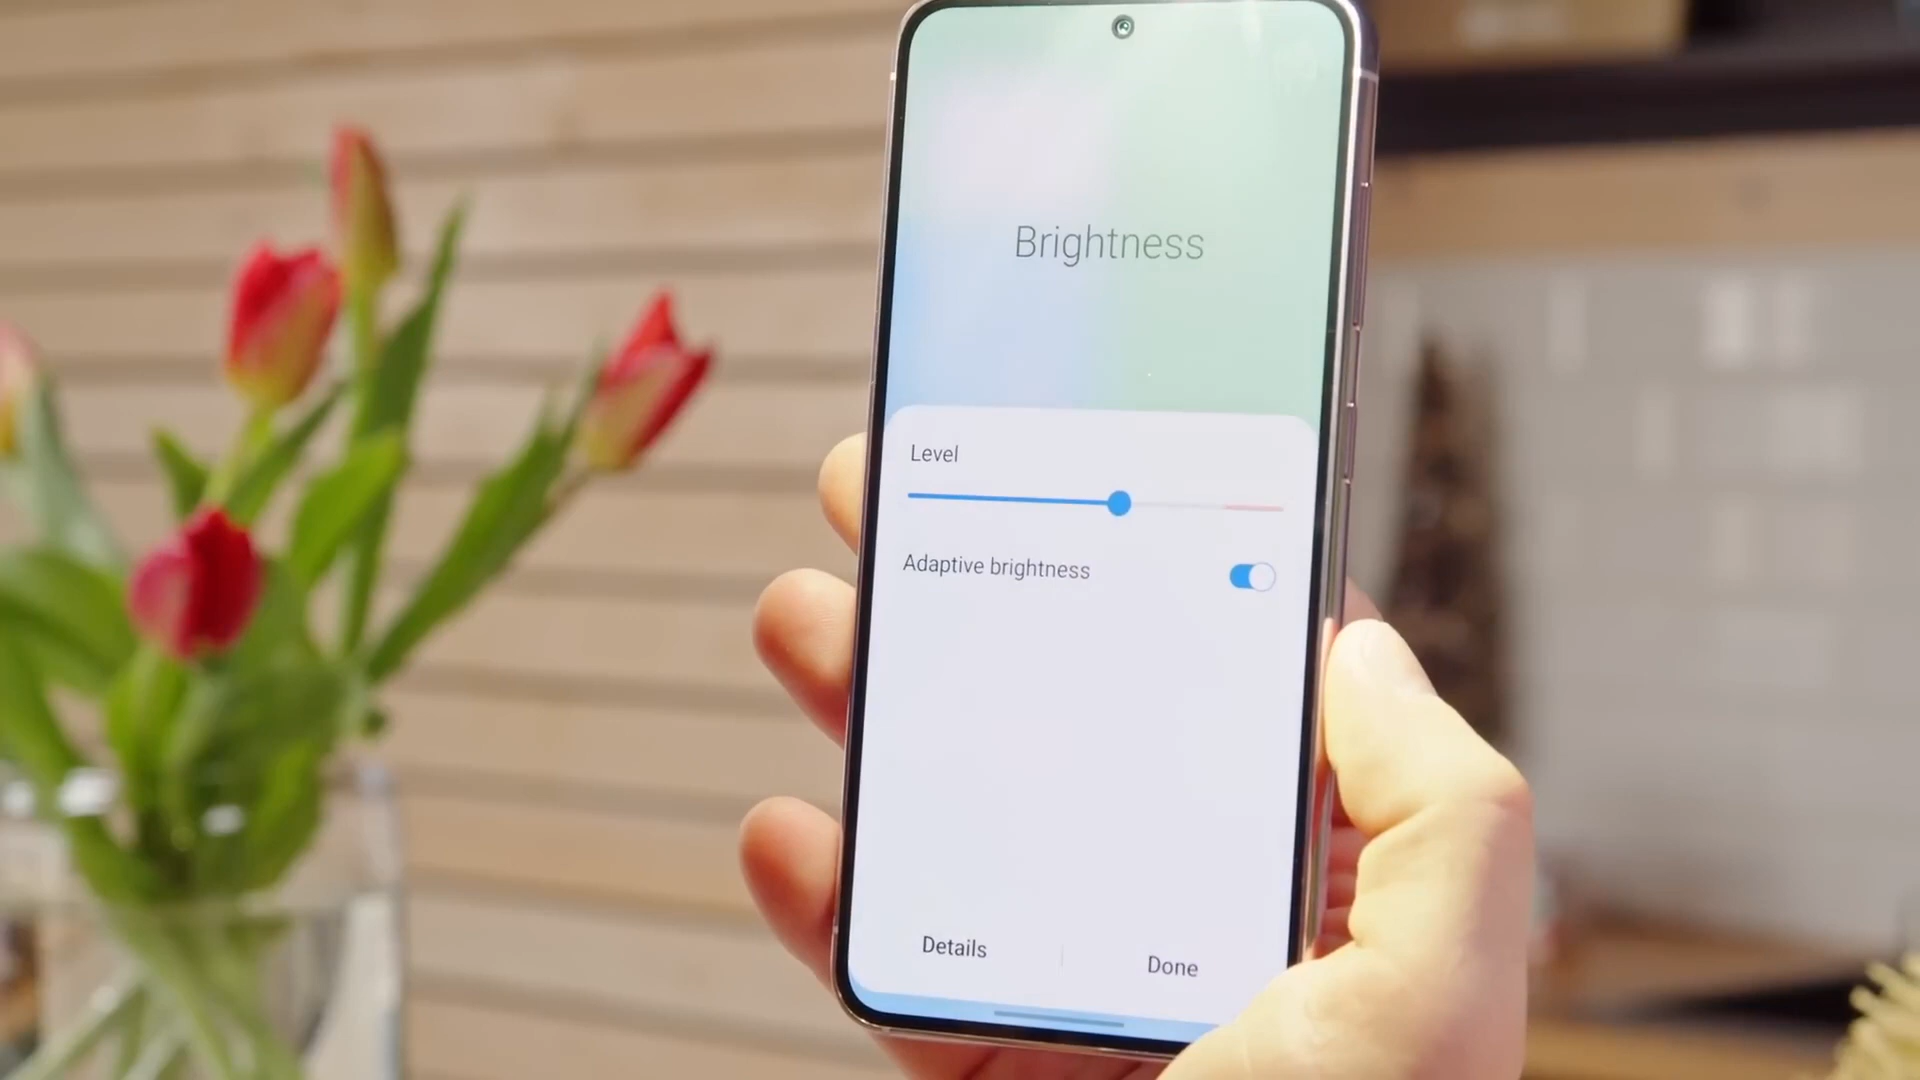 Brightness
Level
Adaptive brightness
Details
Done